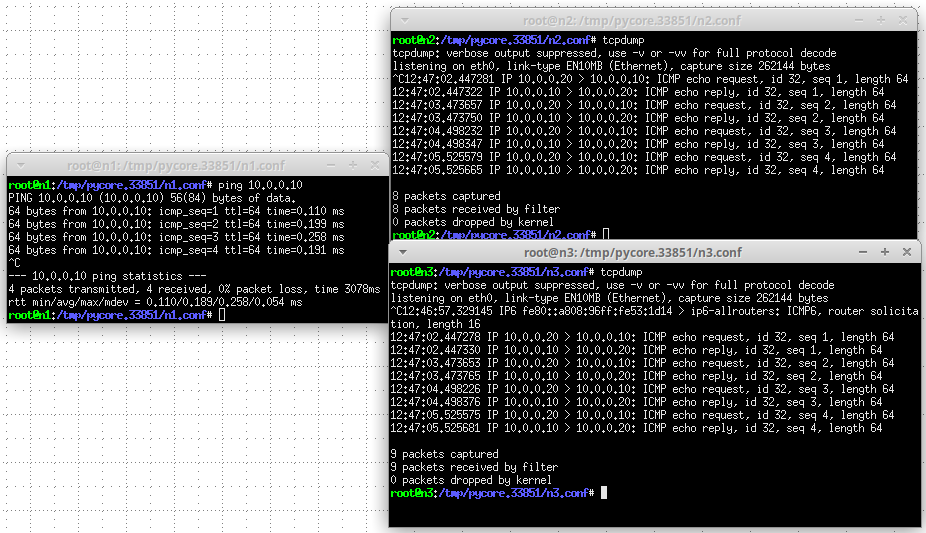 root@n2: /tmp/pycore.33851/n2.conf
root@n2:/tmp/pycore.33851/n2.conf# tcpdump
tcpdump: verbose output suppressed, use -v or -vv for full protocol decode
listening on eth0, link-type EN10MB (Ethernet), capture size 262144 bytes
^C12:47:02.447281 IP 10.0.0.20 > 10.0.0.10: ICMP echo request, id 32, seq 1, length 64
12:47:02.447322 IP 10.0.0.10 > 10.0.0.20: ICMP echo reply, id 32, seq 1, length 64
12:47:03.473657 IP 10.0.0.20 > 10.0.0.10: ICMP echo request, id 32, seq 2, length 64
12:47:03.473750 IP 10.0.0.10 > 10.0.0.20: ICMP echo reply, id 32, seq 2, length 64
12:47:04.498232 IP 10.0.0.20 > 10.0.0.10: ICMP echo request, id 32, seq 3, length 64
12:47:04.498347 IP 10.0.0.10 > 10.0.0.20: ICMP echo reply, id 32, seq 3, length 64
12:47:05.525579 IP 10.0.0.20 > 10.0.0.10: ICMP echo request, id 32, seq 4, length 64
12:47:05.525665 IP 10.0.0.10 > 10.0.0.20: ICMP echo reply, id 32, seq 4, length 64
8 packets captured
8 packets received by filter
0 packets dropped by kernel
root@n2:/tmp/pycore.33851/n2.conf#
root@n1: /tmp/pycore.33851/n1.conf
root@n1:/tmp/pycore.33851/n1.conf# ping 10.0.0.10
PING 10.0.0.10 (10.0.0.10) 56(84) bytes of data.
64 bytes from 10.0.0.10: icmp_seq=1 ttl=64 time=0.110 ms
64 bytes from 10.0.0.10: icmp_seq=2 ttl=64 time=0.199 ms
64 bytes from 10.0.0.10: icmp_seq=3 ttl=64 time=0.258 ms
64 bytes from 10.0.0.10: icmp_seq=4 ttl=64 time=0.191 ms
^C
--- 10.0.0.10 ping statistics ---
4 packets transmitted, 4 received, 0% packet loss, time 3078ms
rtt min/avg/max/mdev = 0.110/0.189/0.258/0.054 ms
root@n1:/tmp/pycore.33851/n1.conf#
root@n3: /tmp/pycore.33851/n3.conf
root@n3:/tmp/pycore.33851/n3.conf# tcpdump
tcpdump: verbose output suppressed, use -v or -vv for full protocol decode
listening on eth0, link-type EN10MB (Ethernet), capture size 262144 bytes
^C12:46:57.329145 IP6 fe80::a808:96ff:fe53:1d14 > ip6-allrouters: ICMP6, router solicita
tion, length 16
12:47:02.447278 IP 10.0.0.20 > 10.0.0.10: ICMP echo request, id 32, seq 1, length 64
12:47:02.447330 IP 10.0.0.10 > 10.0.0.20: ICMP echo reply, id 32, seq 1, length 64
12:47:03.473653 IP 10.0.0.20 > 10.0.0.10: ICMP echo request, id 32, seq 2, length 64
12:47:03.473765 IP 10.0.0.10 > 10.0.0.20: ICMP echo reply, id 32, seq 2, length 64
12:47:04.498226 IP 10.0.0.20 > 10.0.0.10: ICMP echo request, id 32, seq 3, length 64
12:47:04.498376 IP 10.0.0.10 > 10.0.0.20: ICMP echo reply, id 32, seq 3, length 64
12:47:05.525575 IP 10.0.0.20 > 10.0.0.10: ICMP echo request, id 32, seq 4, length 64
12:47:05.525681 IP 10.0.0.10 > 10.0.0.20: ICMP echo reply, id 32, seq 4, length 64
9 packets captured
9 packets received by filter
0 packets dropped by kernel
root@n3:/tmp/pycore.33851/n3.conf#